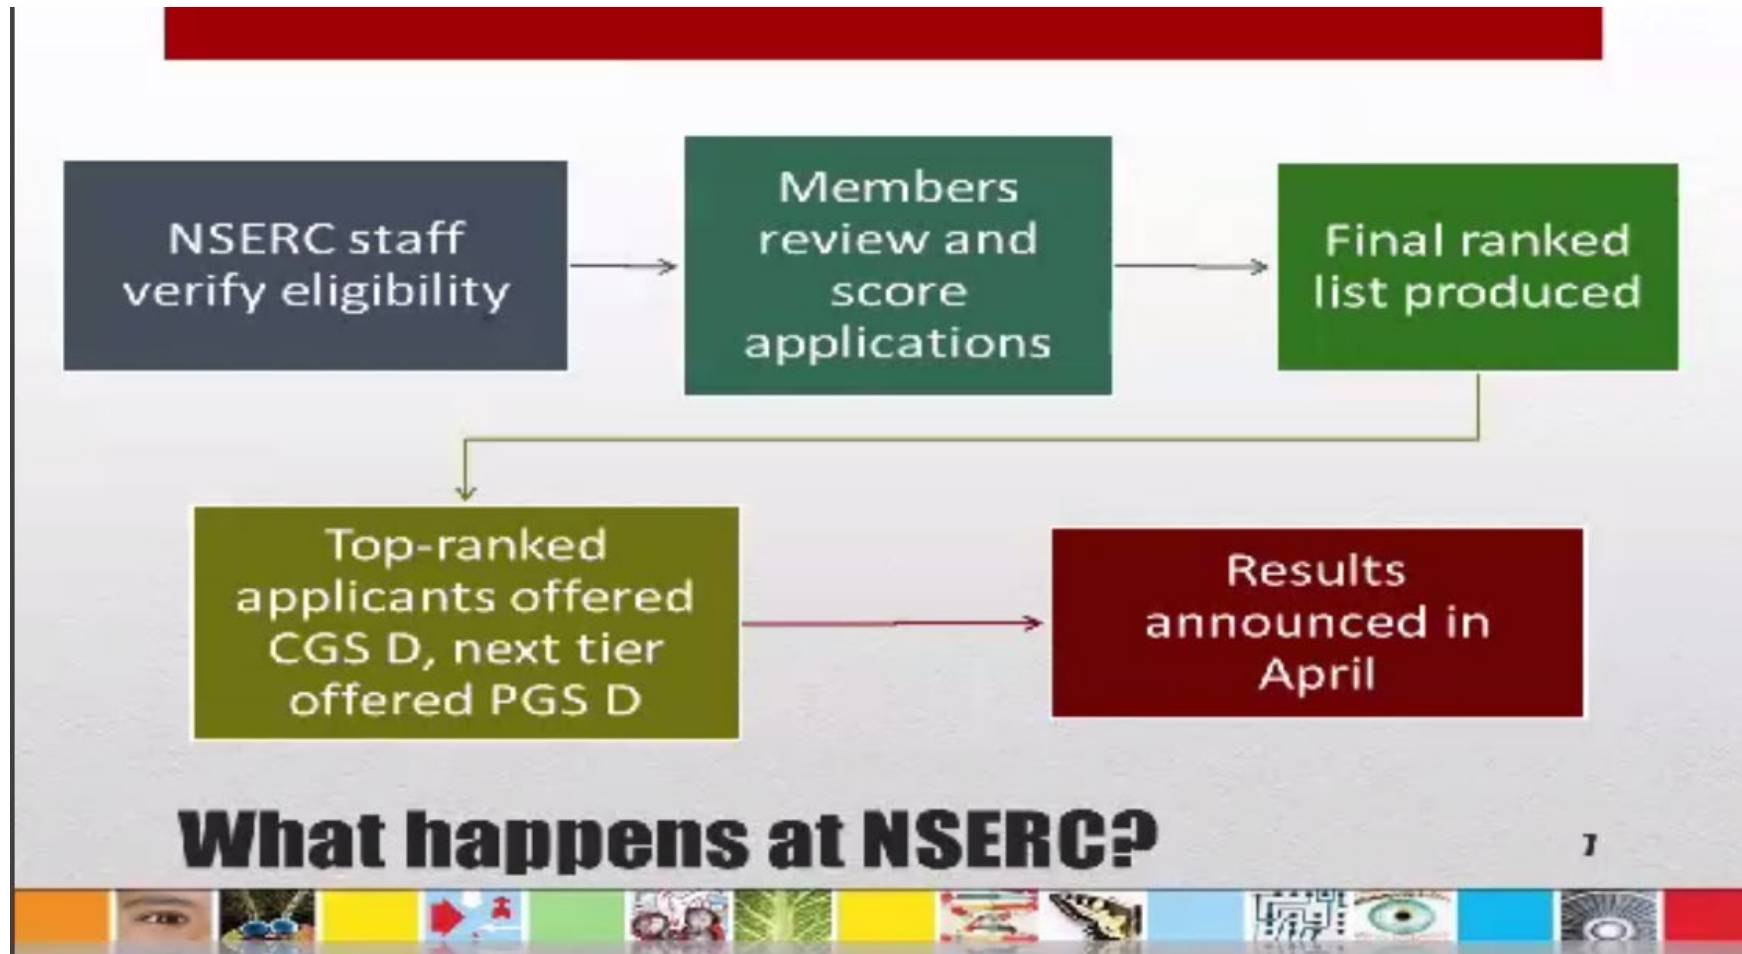 NSERC staff
verify eligibility
Members
review and
score
applications
Final ranked
list produced
Top-ranked
applicants offered
CGS D, next tier
offered PGS D
Results
announced in
April
What happens at NSERC?
7